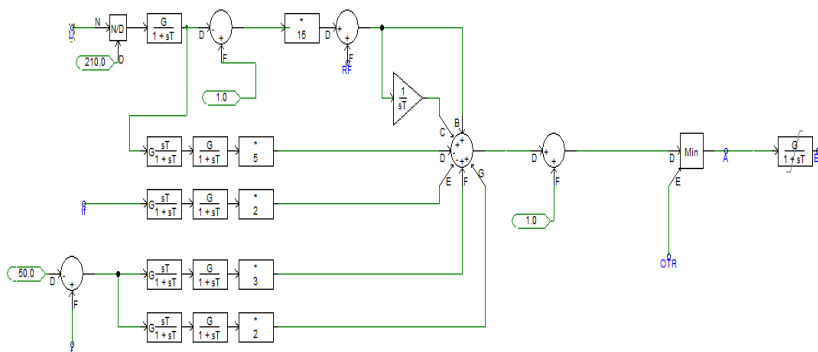 N
N/D
G
1 + sT
D
210.0
D
-
+
F
1.0
*
15
D
+
+
F
RF
1
sT
C
B
G
sT
1 + sT
G
1 + sT
*
5
D
+
+
+
-
+
+
E
F
G
D
+
+
F
1.0
D
Min
E
OTR
A
G
1 + sT
E
If
G
sT
1 + sT
G
1 + sT
*
2
50.0
D
-
+
F
G
sT
1 + sT
G
1 + sT
*
3
G
sT
1 + sT
G
1 + sT
*
2